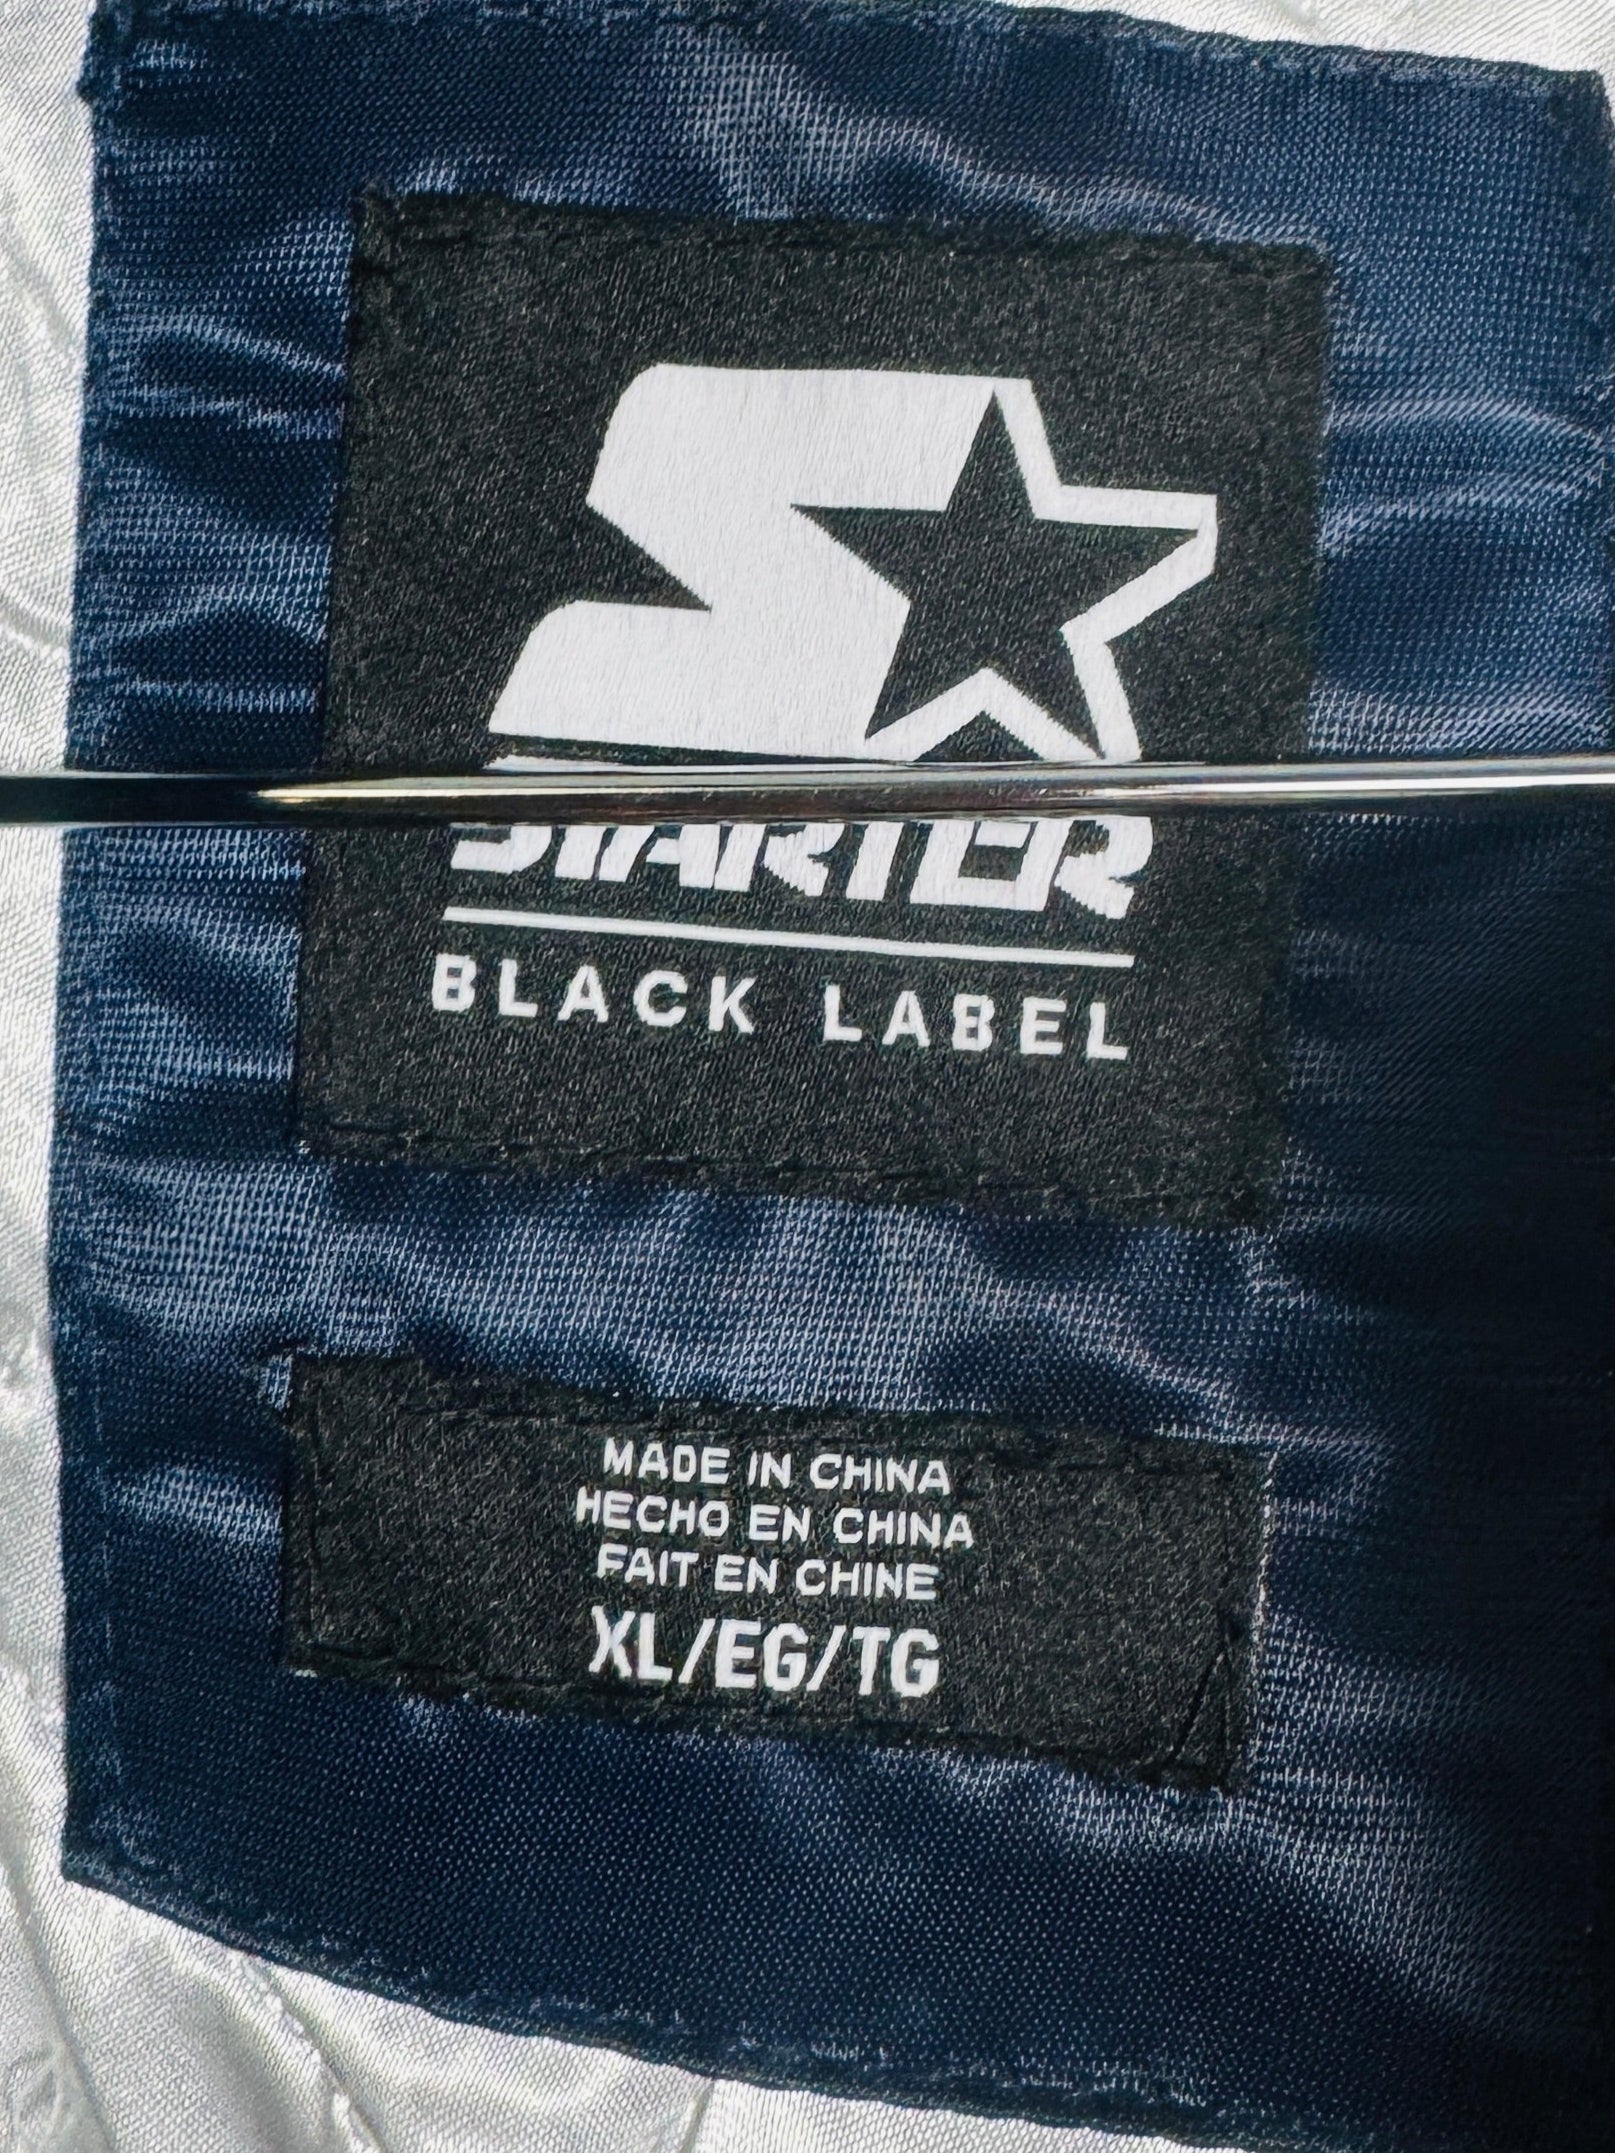 STARTER
BLACK LABEL
MADE IN CHINA
HECHO EN CHINA
FAIT EN CHINE
XL/EG/TG